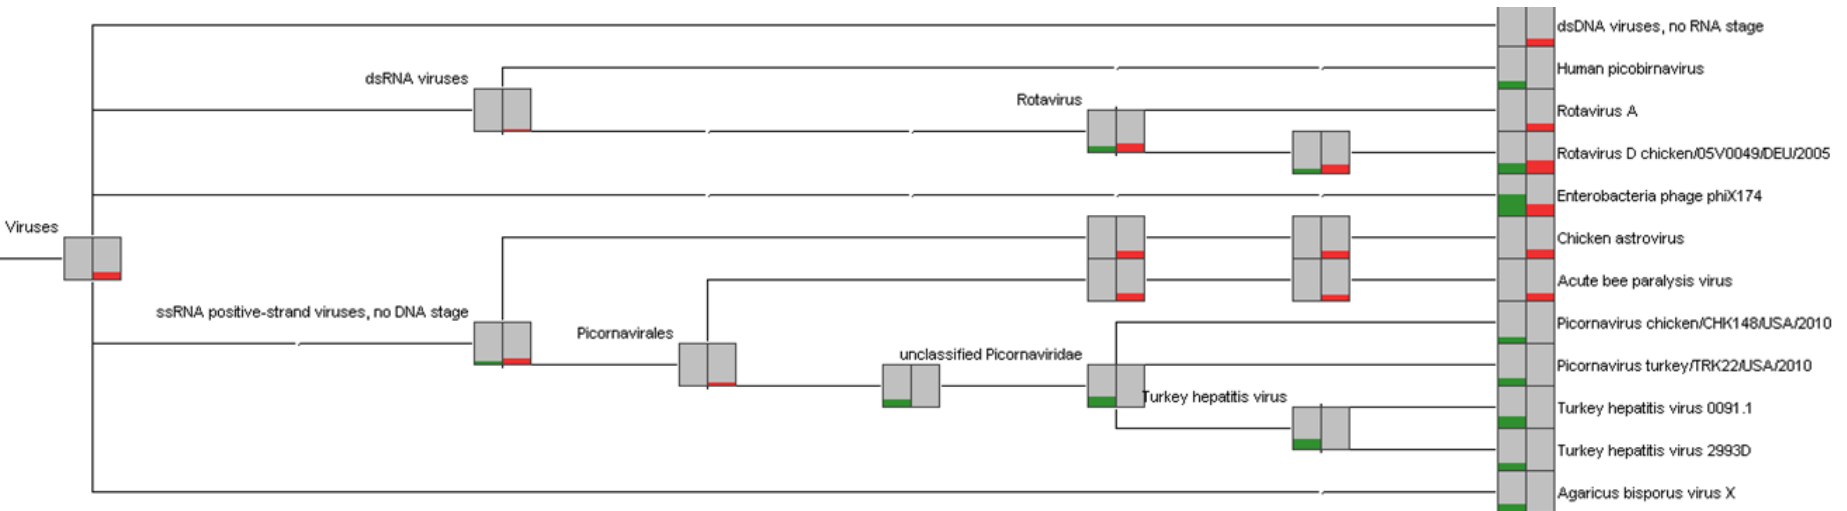 dsDNA viruses, no RNA stage
Human picobirnavirus
dsRNA viruses
Rotavirus
Rotavirus A
Rotavirus D chicken/05V0049/DEU/2005
Enterobacteria phage phiX174
Viruses
Chicken astrovirus
Acute bee paralysis virus
ssRNA positive-strand viruses, no DNA stage
Picornavirales
Picornavirus chicken/CHK148/USA/2010
unclassified Picornaviridae
Picornavirus turkey/TRK22/USA/2010
Turkey hepatitis virus
Turkey hepatitis virus 0091.1
Turkey hepatitis virus 2993D
Agaricus bisporus virus X